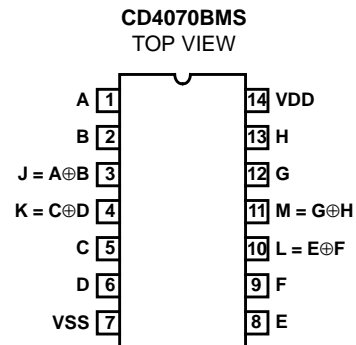 CD4070BMS
TOP VIEW
A 1 14 VDD
B 2 13 H
J = A⊕B 3 12 G
K = C⊕D 4 11 M = G⊕H
C 5 10 L = E⊕F
D 6 9 F
VSS 7 8 E